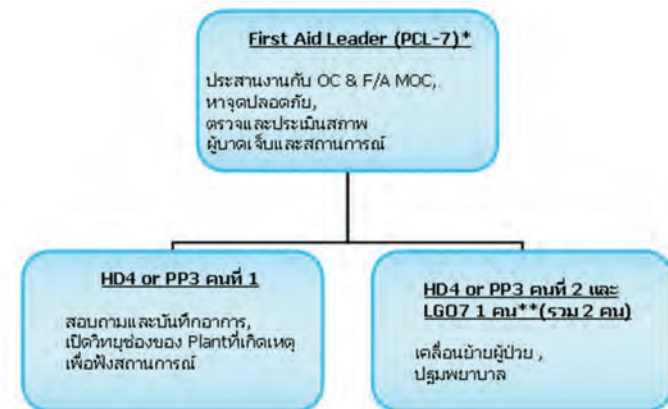 First Aid Leader (PCL-7)*
ประสานงานกับ OC & F/A MOC,
หาจุดปลอดภัย,
ตรวจและประเมินสภาพ
ผู้บาดเจ็บและสถานการณ์
HD4 or PP3 คนที่ 1
สอบถามและบันทึกอาการ,
เปิดวิทยุช่องของ Plantที่เกิดเหตุ
เพื่อฟังสถานการณ์
HD4 or PP3 คนที่ 2 และ
LGO7 1 คน**(รวม 2 คน)
เคลื่อนย้ายผู้ป่วย ,
ปฐมพยาบาล